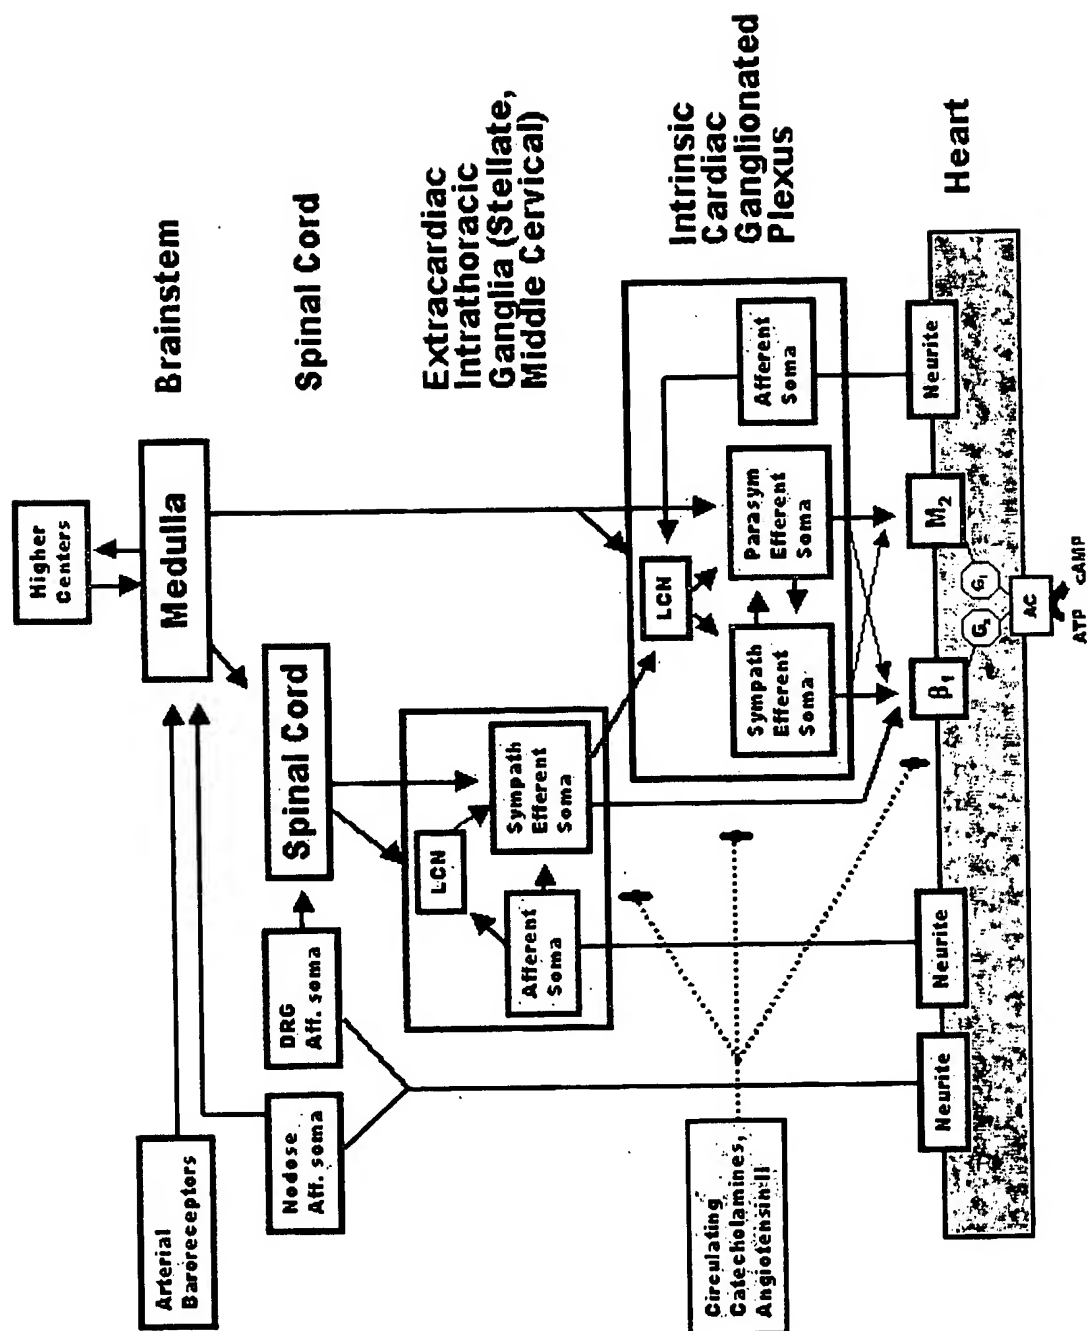 Higher
Centers
Medulla
Brainstem
Arterial
Baroreceptors
Nodose
Aff. soma
DRG
Aff. soma
Spinal Cord
Spinal Cord
LCN
Afferent
Soma
Sympath
Efferent
Soma
Extracardiac
Intrathoracic
Ganglia (Stellate,
Middle Cervical)
LCN
Sympath
Efferent
Soma
Parasym
Efferent
Soma
Afferent
Soma
Intrinsic
Cardiac
Ganglionated
Plexus
Circulating
Catecholamines,
Angiotensin II
Neurite
Neurite
β1
M2
Neurite
Heart
Gs
Gi
AC
ATP cAMP